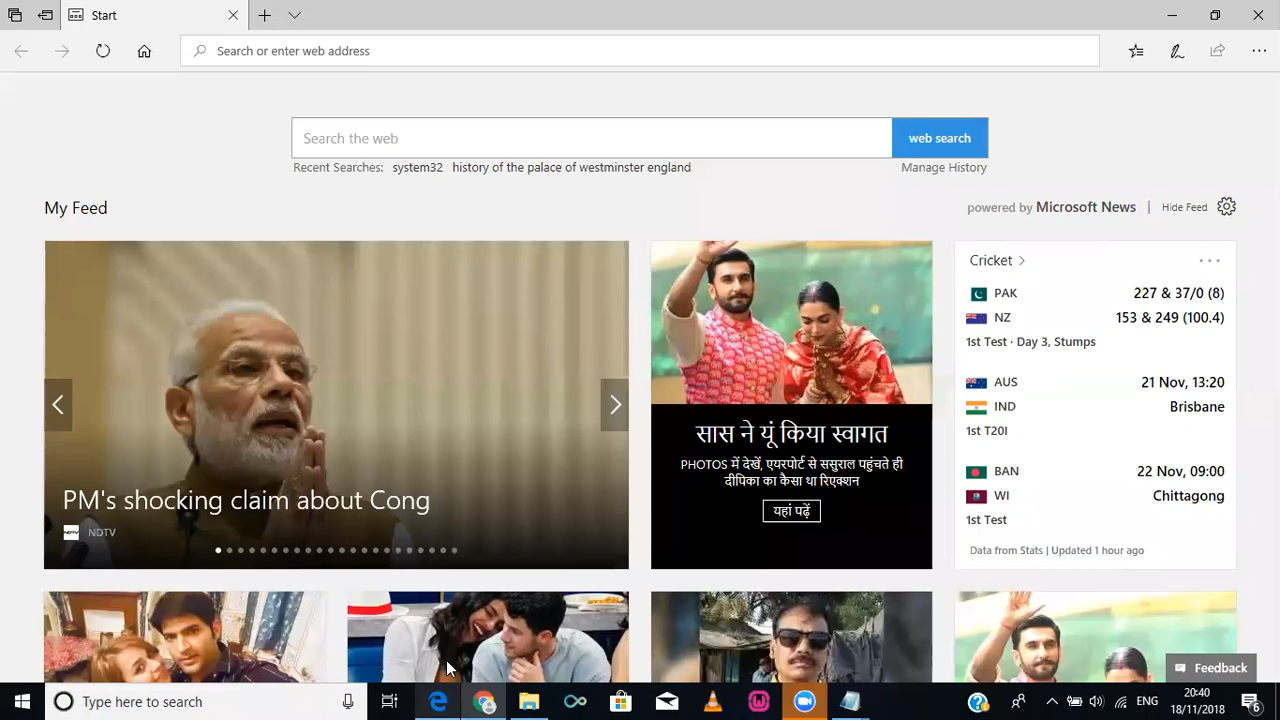 Start
Search or enter web address
Search the web
web search
Recent Searches: system32 history of the palace of westminster england
Manage History
My Feed
powered by Microsoft News | Hide Feed
PM's shocking claim about Cong
NDTV NDTV
सास ने यूं किया स्वागत
PHOTOS में देखें, एयरपोर्ट से ससुराल पहुंचते ही
दीपिका का कैसा था रिएक्शन
यहां पढ़ें
Cricket
PAK 227 & 37/0 (8)
NZ 153 & 249 (100.4)
1st Test · Day 3, Stumps
AUS 21 Nov, 13:20
IND Brisbane
1st T20I
BAN 22 Nov, 09:00
WI Chittagong
1st Test
Data from Stats | Updated 1 hour ago
Feedback
Type here to search
ENG
20:40
18/11/2018
6